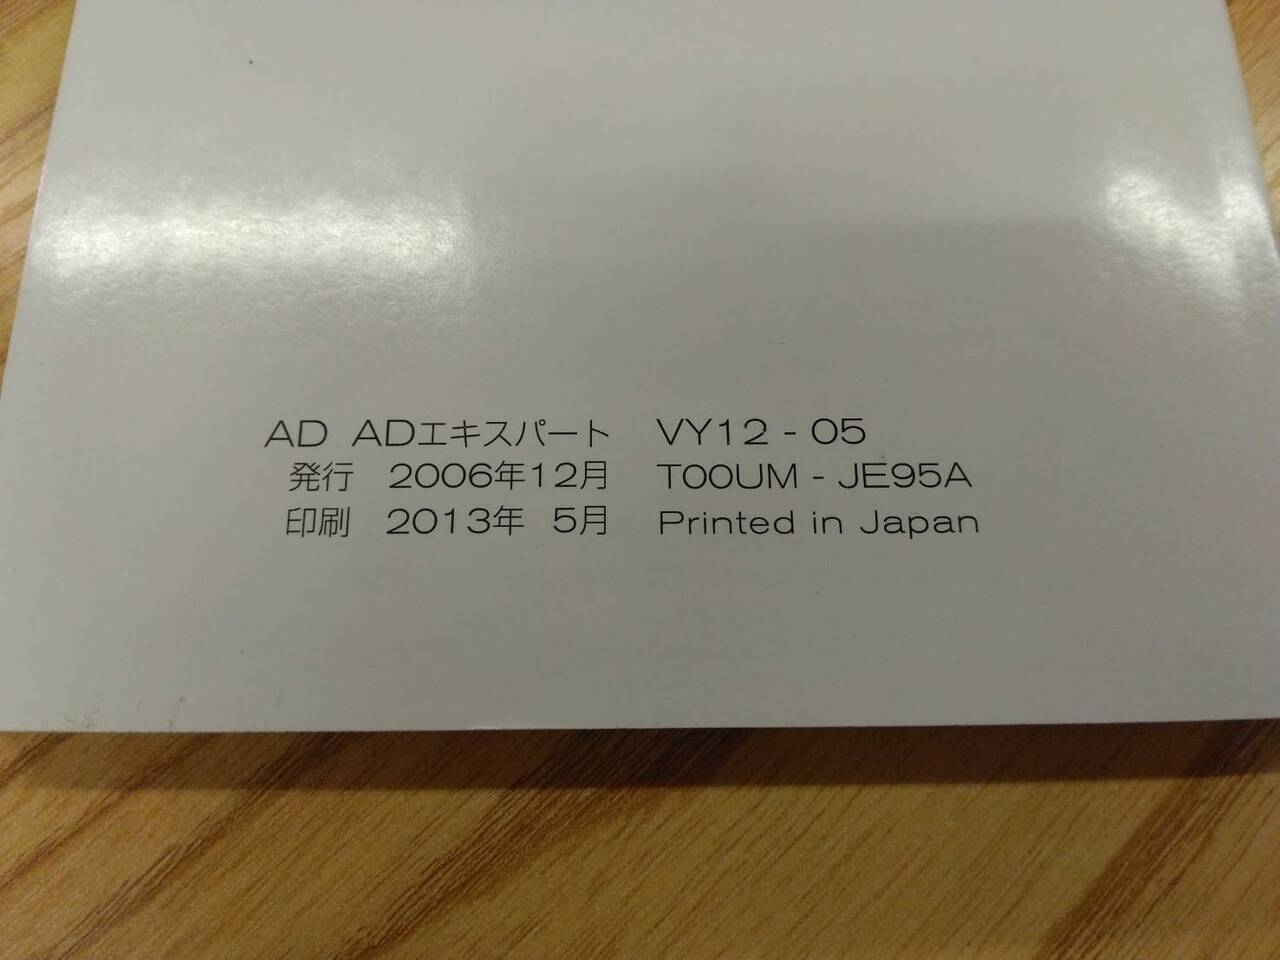 AD ADエキスパート VY12-05
発行 2006年12月 T00UM-JE95A
印刷 2013年 5月 Printed in Japan